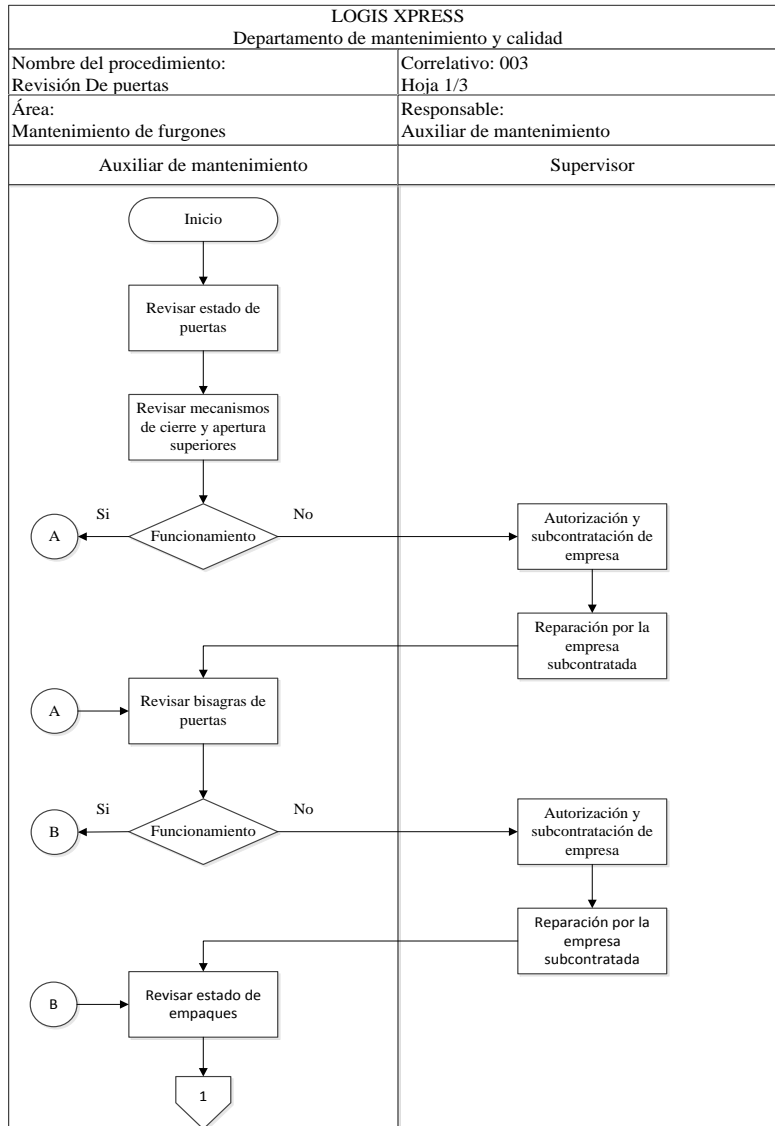 LOGIS XPRESS
Departamento de mantenimiento y calidad
Nombre del procedimiento:
Revisión De puertas
Correlativo: 003
Hoja 1/3
Área:
Mantenimiento de furgones
Responsable:
Auxiliar de mantenimiento
Auxiliar de mantenimiento
Supervisor
Inicio
Revisar estado de
puertas
Revisar mecanismos
de cierre y apertura
superiores
Si
No
A
Funcionamiento
Autorización y
subcontratación de
empresa
Reparación por la
empresa
subcontratada
A
Revisar bisagras de
puertas
Si
No
B
Funcionamiento
Autorización y
subcontratación de
empresa
Reparación por la
empresa
subcontratada
B
Revisar estado de
empaques
1